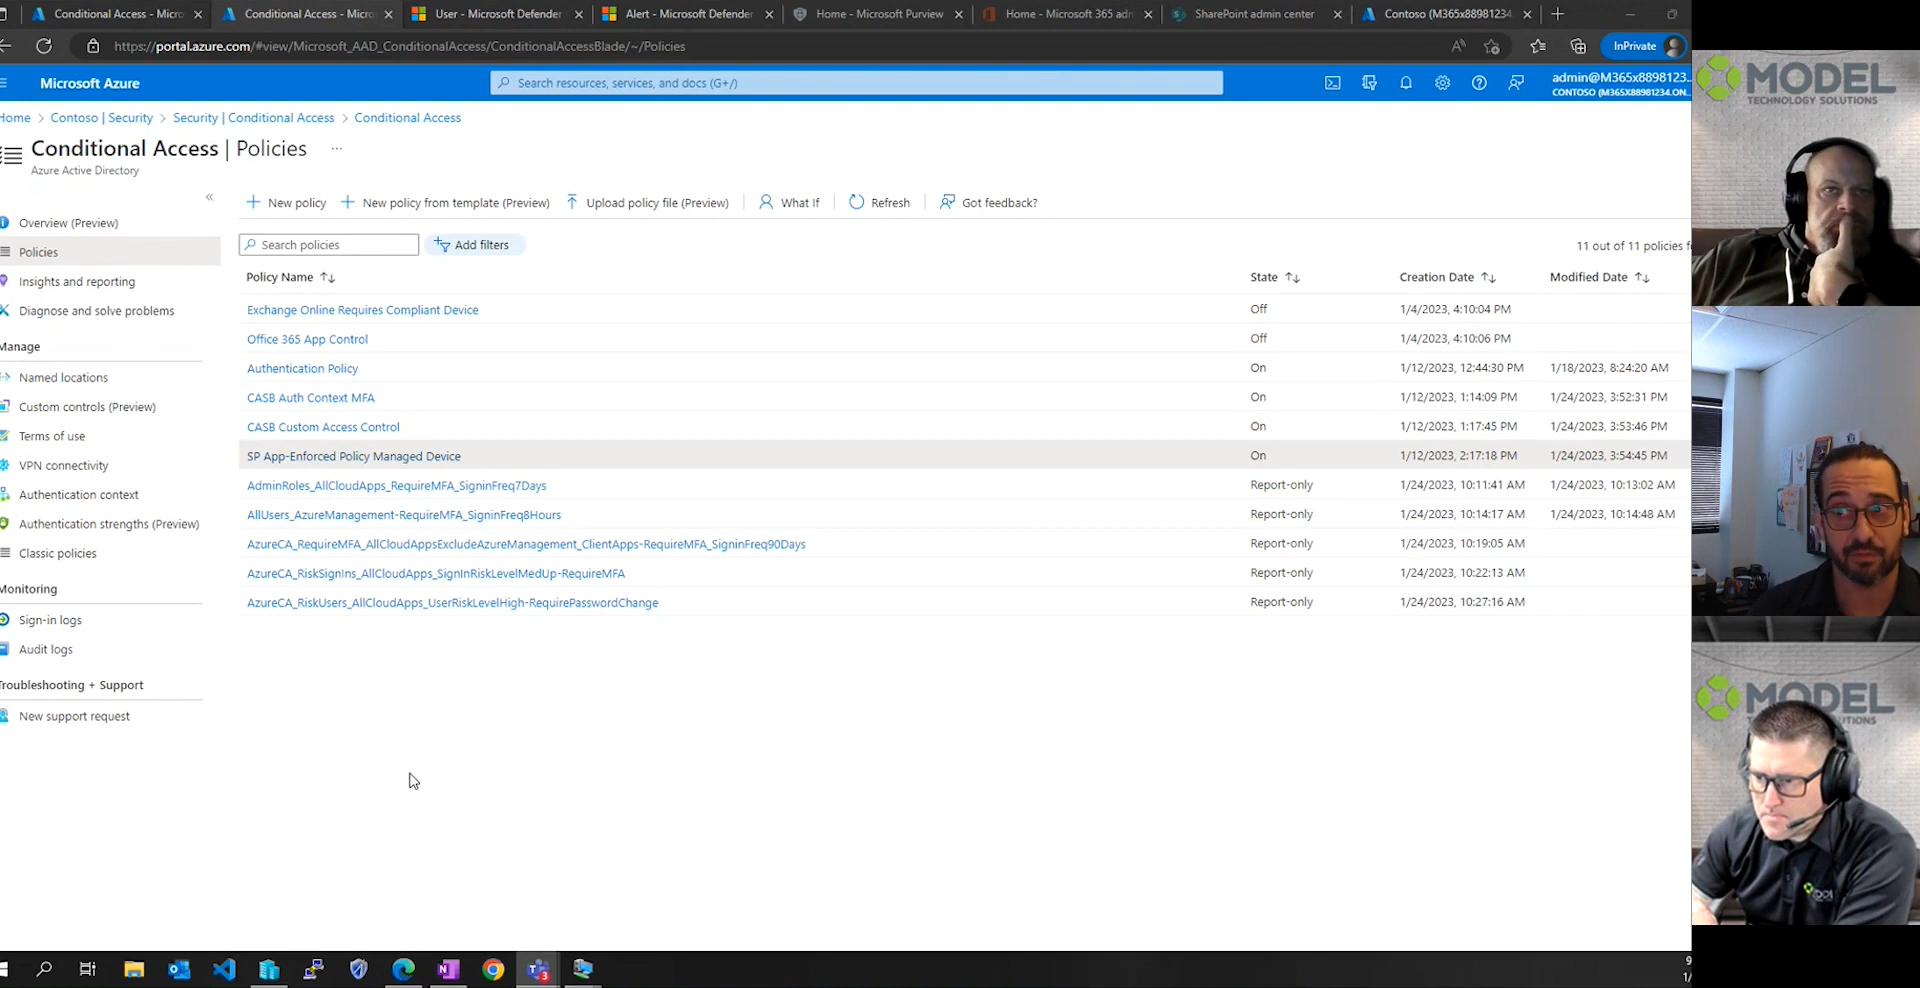 Conditional Access - Micro
Conditional Access - Micro
User - Microsoft Defender
Alert - Microsoft Defender
Home - Microsoft Purview
Home - Microsoft 365 adm
SharePoint admin center
Contoso (M365x88981234
https://portal.azure.com/#view/Microsoft_AAD_ConditionalAccess/ConditionalAccessBlade/~/Policies
InPrivate
Microsoft Azure
Search resources, services, and docs (G+/)
admin@M365x8898123...
CONTOSO (M365X88981234.ON...
Home > Contoso | Security > Security | Conditional Access > Conditional Access
Conditional Access | Policies ...
Azure Active Directory
«
Overview (Preview)
Policies
Insights and reporting
Diagnose and solve problems
Manage
Named locations
Custom controls (Preview)
Terms of use
VPN connectivity
Authentication context
Authentication strengths (Preview)
Classic policies
Monitoring
Sign-in logs
Audit logs
Troubleshooting + Support
New support request
New policy
New policy from template (Preview)
Upload policy file (Preview)
What If
Refresh
Got feedback?
Search policies
Add filters
11 out of 11 policies f
Policy Name State Creation Date Modified Date
Exchange Online Requires Compliant Device Off 1/4/2023, 4:10:04 PM
Office 365 App Control Off 1/4/2023, 4:10:06 PM
Authentication Policy On 1/12/2023, 12:44:30 PM 1/18/2023, 8:24:20 AM
CASB Auth Context MFA On 1/12/2023, 1:14:09 PM 1/24/2023, 3:52:31 PM
CASB Custom Access Control On 1/12/2023, 1:17:45 PM 1/24/2023, 3:53:46 PM
SP App-Enforced Policy Managed Device On 1/12/2023, 2:17:18 PM 1/24/2023, 3:54:45 PM
AdminRoles_AllCloudApps_RequireMFA_SigninFreq7Days Report-only 1/24/2023, 10:11:41 AM 1/24/2023, 10:13:02 AM
AllUsers_AzureManagement-RequireMFA_SigninFreq8Hours Report-only 1/24/2023, 10:14:17 AM 1/24/2023, 10:14:48 AM
AzureCA_RequireMFA_AllCloudAppsExcludeAzureManagement_ClientApps-RequireMFA_SigninFreq90Days Report-only 1/24/2023, 10:19:05 AM
AzureCA_RiskSignIns_AllCloudApps_SignInRiskLevelMedUp-RequireMFA Report-only 1/24/2023, 10:22:13 AM
AzureCA_RiskUsers_AllCloudApps_UserRiskLevelHigh-RequirePasswordChange Report-only 1/24/2023, 10:27:16 AM
MODEL
TECHNOLOGY SOLUTIONS
MODEL